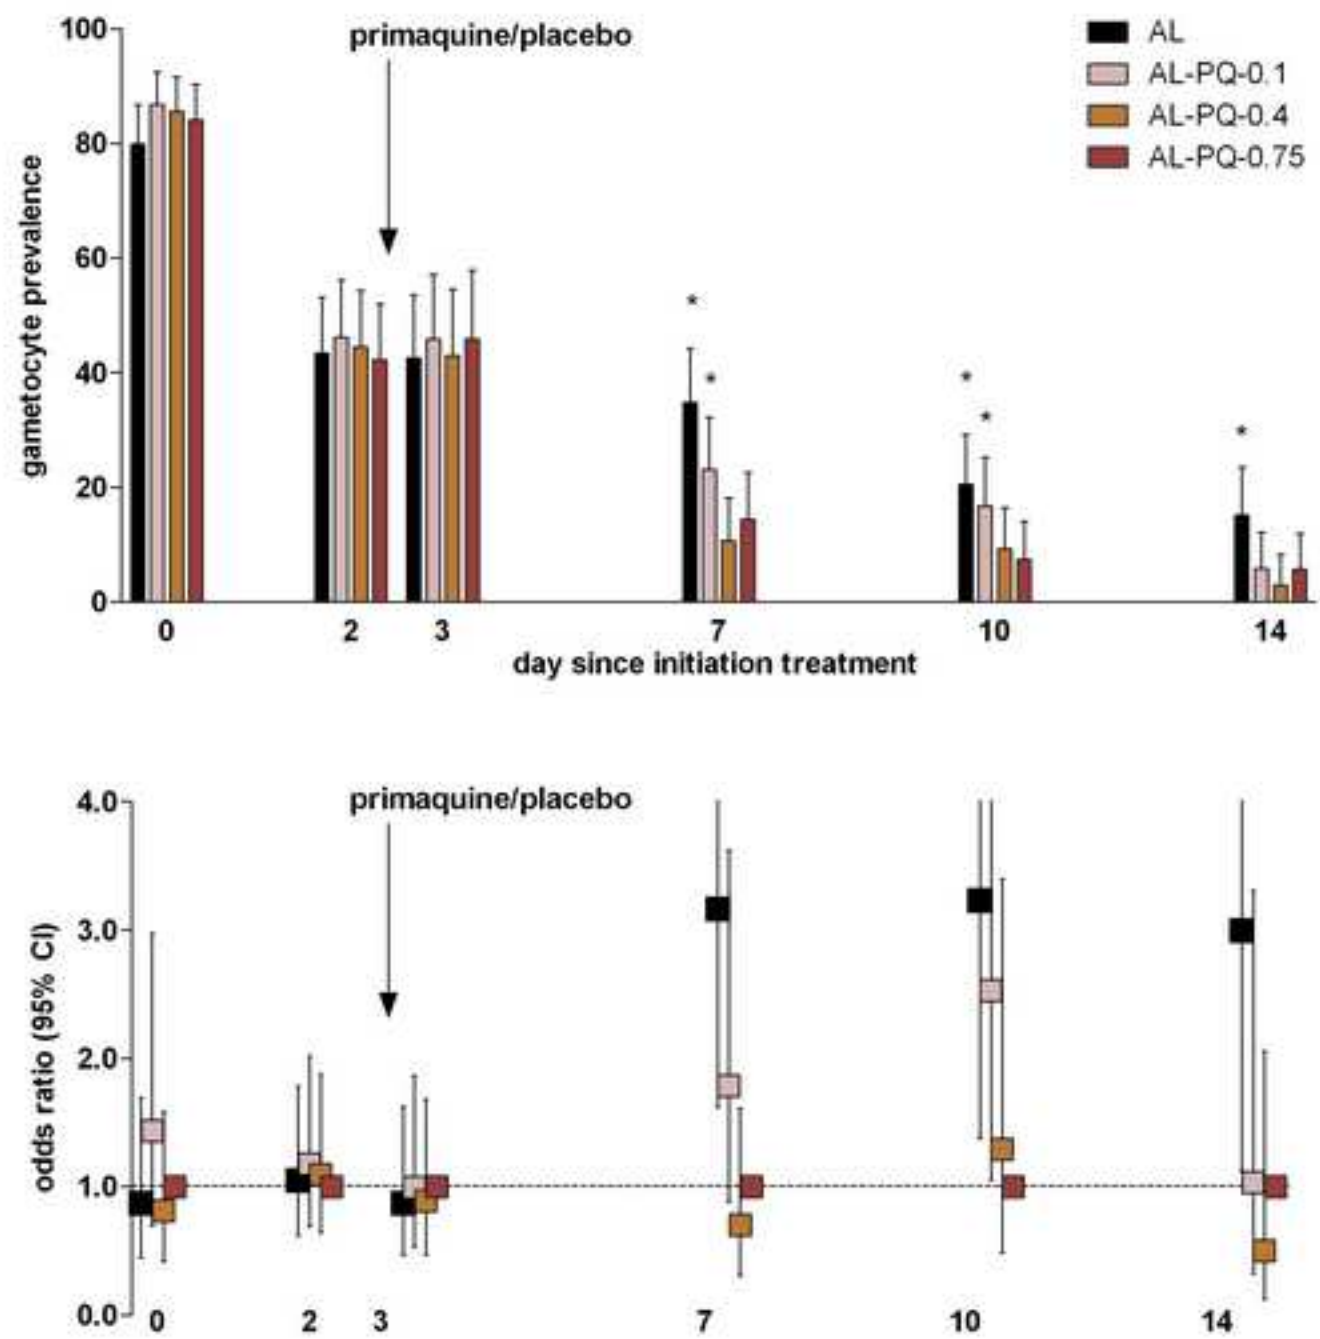 100
primaquine/placebo
AL
AL-PQ-0.1
AL-PQ-0.4
AL-PQ-0.75
80
60
40
20
0
gametocyte prevalence
*
*
*
*
*
0 2 3 7 10 14
day since initiation treatment
4.0
primaquine/placebo
3.0
2.0
1.0
0.0
odds ratio (95% CI)
0 2 3 7 10 14